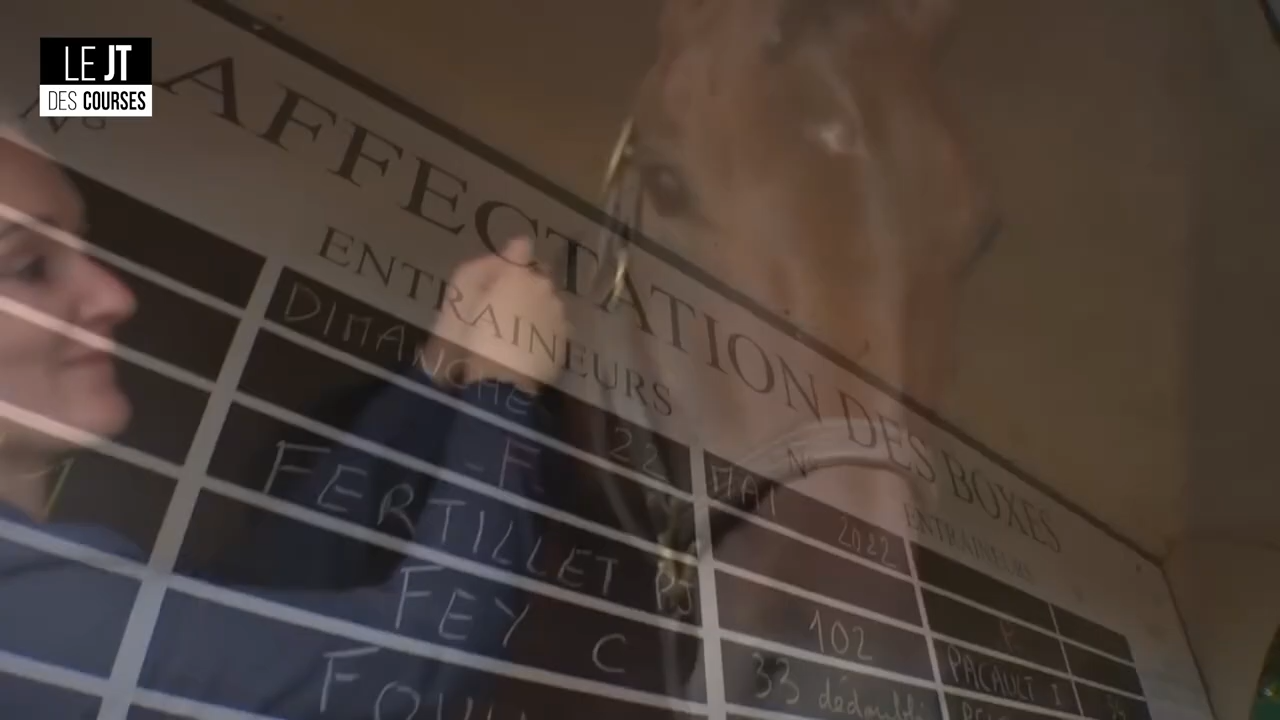 LE JT
DES COURSES
N°
AFFECTATION DES BOXES
ENTRAINEURS N° ENTRAINEURS
DIMANCHE 22 MAI 2022
-F.
FERTILLET PJ 102
FEY C 33 dédoublé
PACAULT I